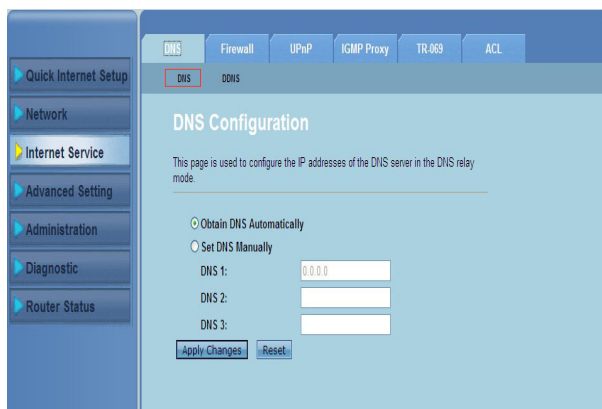 DNS Firewall UPnP IGMP Proxy TR-069 ACL
DNS DDNS
Quick Internet Setup
Network
Internet Service
Advanced Setting
Administration
Diagnostic
Router Status
DNS Configuration
This page is used to configure the IP addresses of the DNS server in the DNS relay
mode.
Obtain DNS Automatically
Set DNS Manually
DNS 1: 0.0.0.0
DNS 2:
DNS 3:
Apply Changes Reset